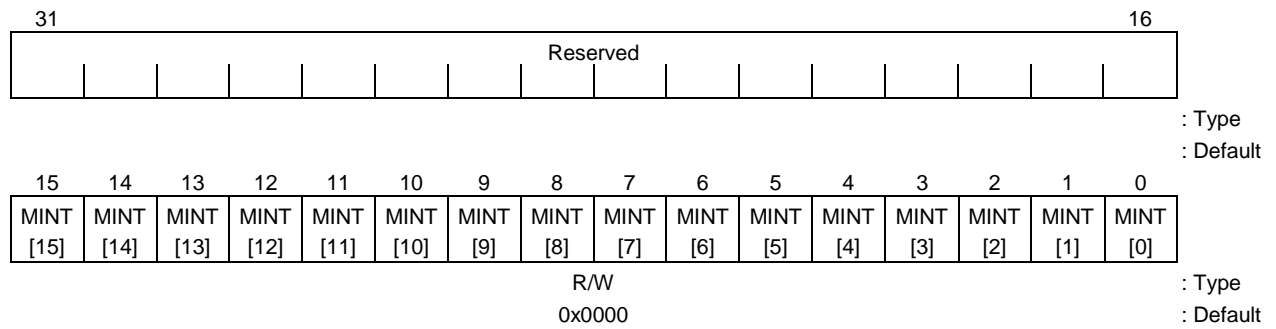 31 16
Reserved
: Type
: Default
15 14 13 12 11 10 9 8 7 6 5 4 3 2 1 0
MINT MINT MINT MINT MINT MINT MINT MINT MINT MINT MINT MINT MINT MINT MINT MINT
[15] [14] [13] [12] [11] [10] [9] [8] [7] [6] [5] [4] [3] [2] [1] [0]
R/W : Type
0x0000 : Default